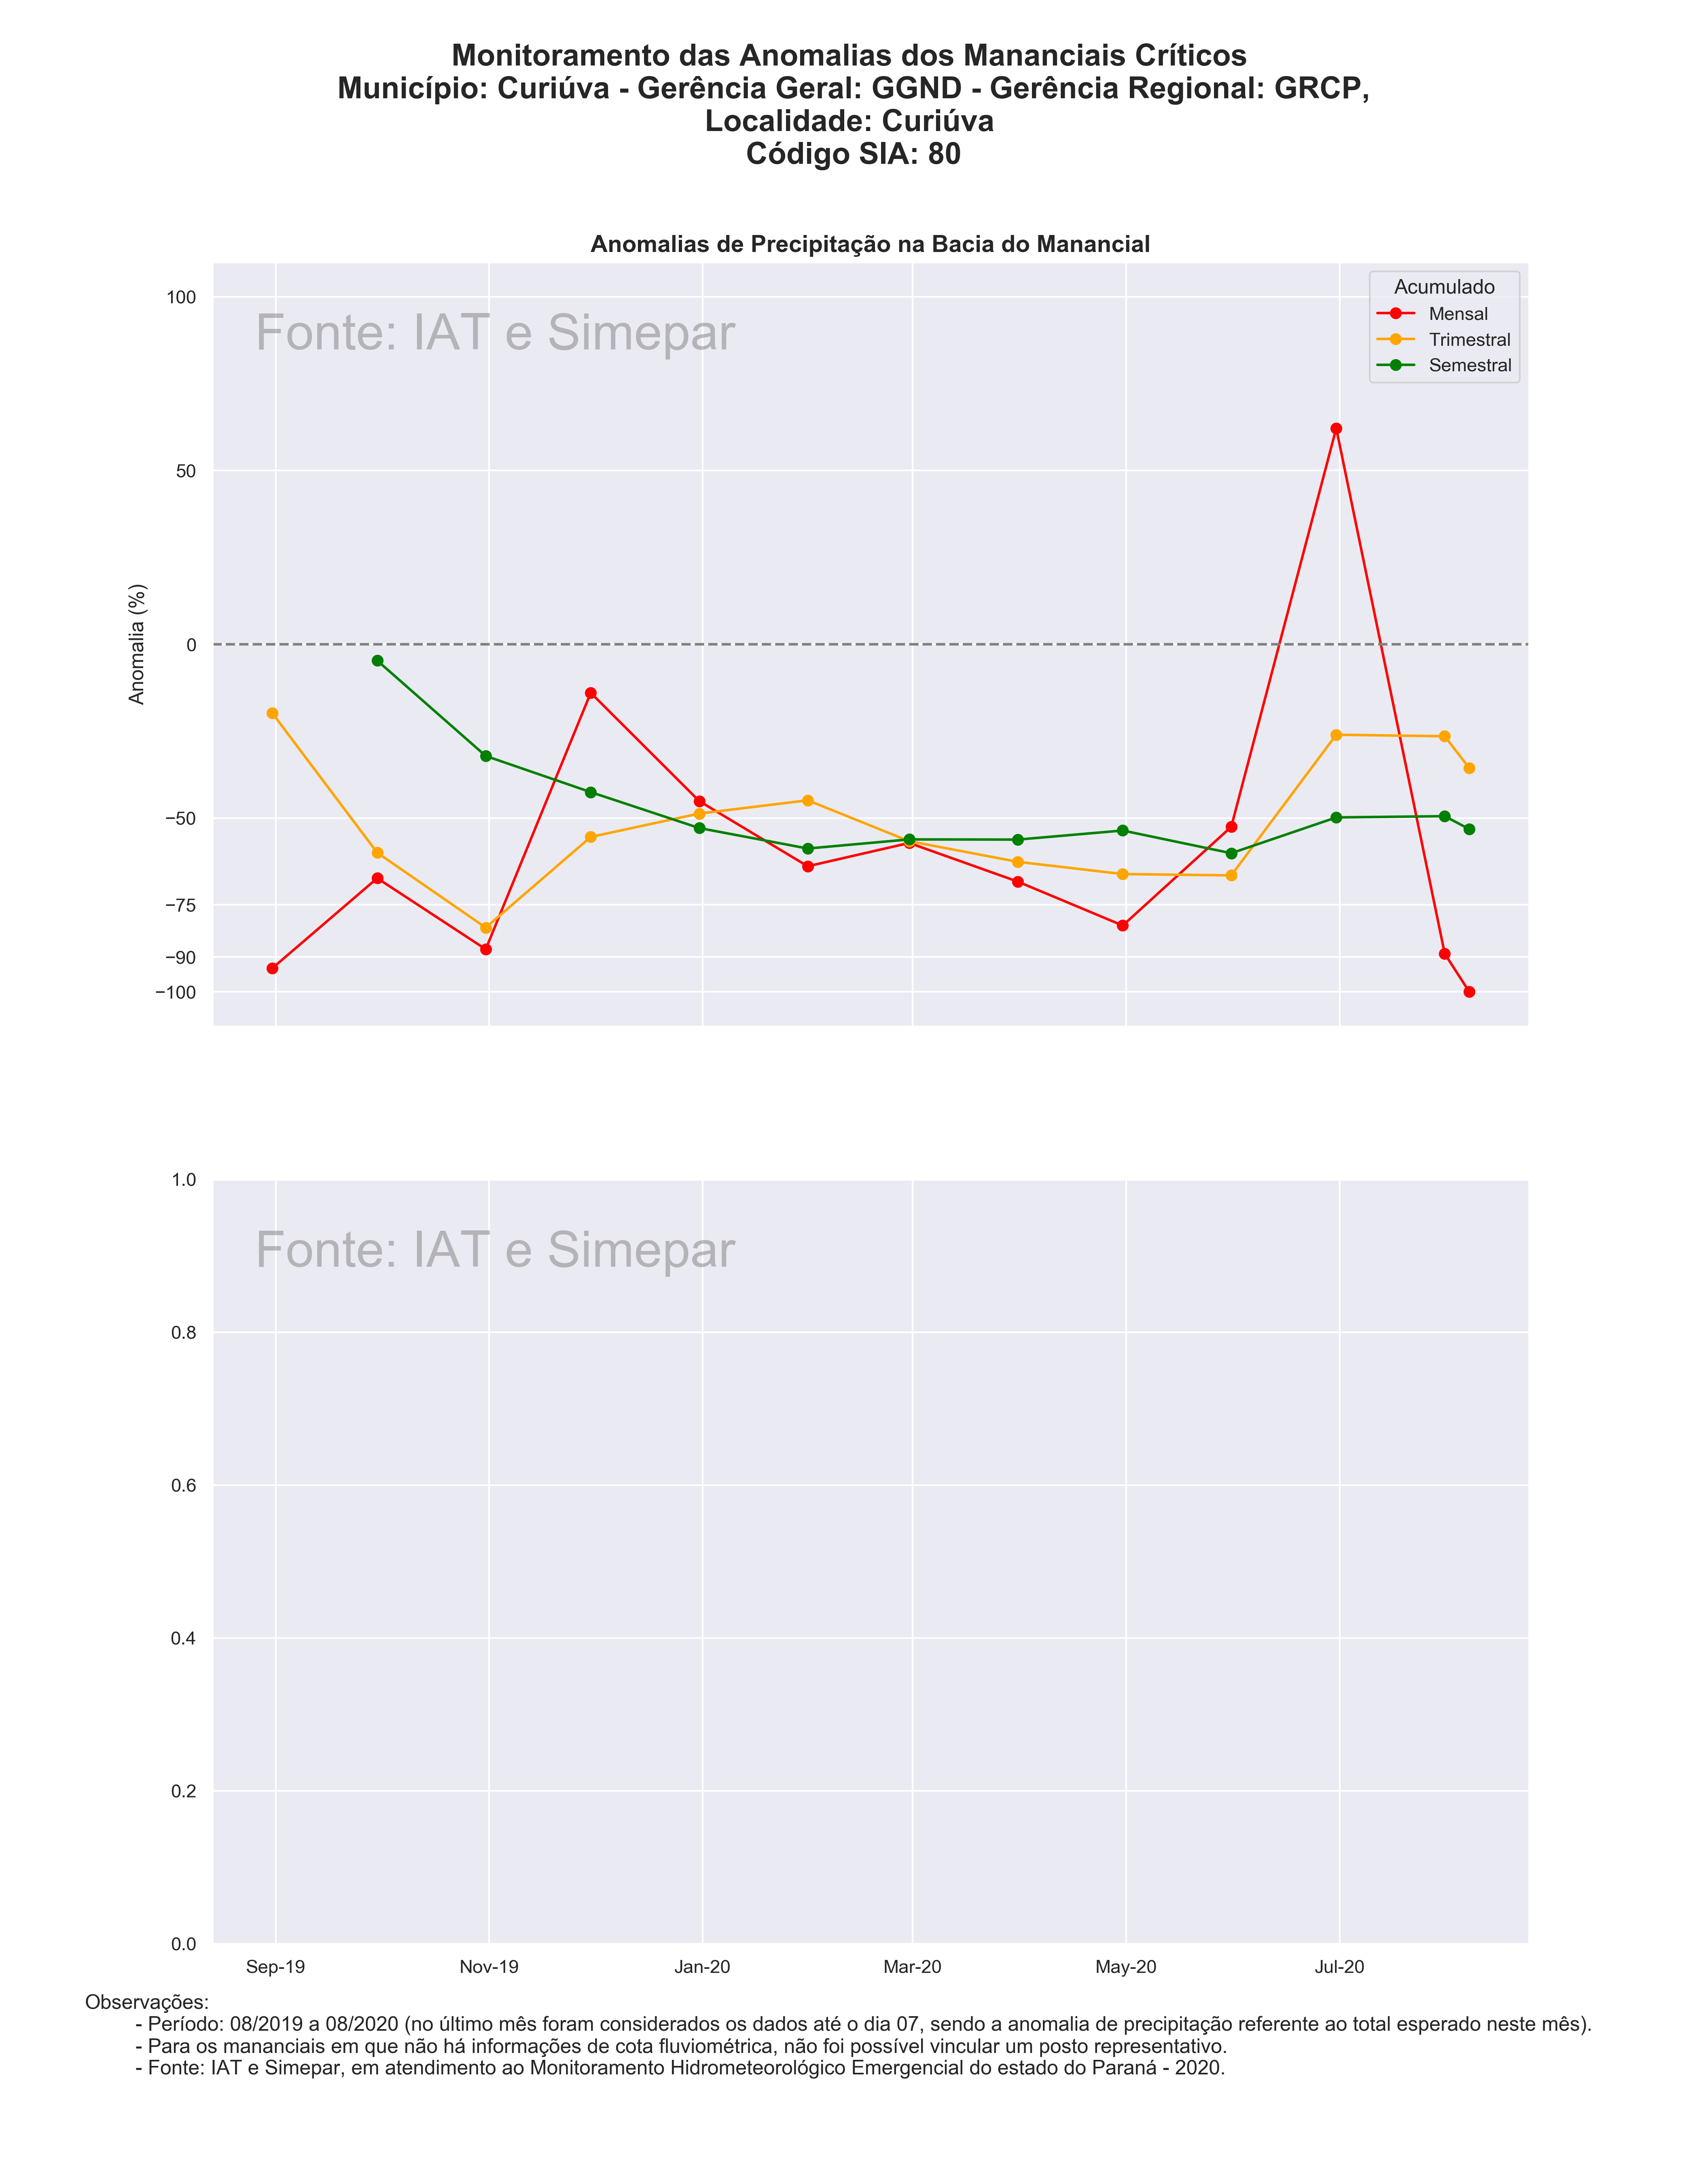 Monitoramento das Anomalias dos Mananciais Críticos
Município: Curiúva - Gerência Geral: GGND - Gerência Regional: GRCP,
Localidade: Curiúva
Código SIA: 80
Anomalias de Precipitação na Bacia do Manancial
Fonte: IAT e Simepar
Acumulado
Mensal
Trimestral
Semestral
Anomalia (%)
100
50
0
−50
−75
−90
−100
Fonte: IAT e Simepar
1.0
0.8
0.6
0.4
0.2
0.0
Sep-19 Nov-19 Jan-20 Mar-20 May-20 Jul-20
Observações:
- Período: 08/2019 a 08/2020 (no último mês foram considerados os dados até o dia 07, sendo a anomalia de precipitação referente ao total esperado neste mês).
- Para os mananciais em que não há informações de cota fluviométrica, não foi possível vincular um posto representativo.
- Fonte: IAT e Simepar, em atendimento ao Monitoramento Hidrometeorológico Emergencial do estado do Paraná - 2020.